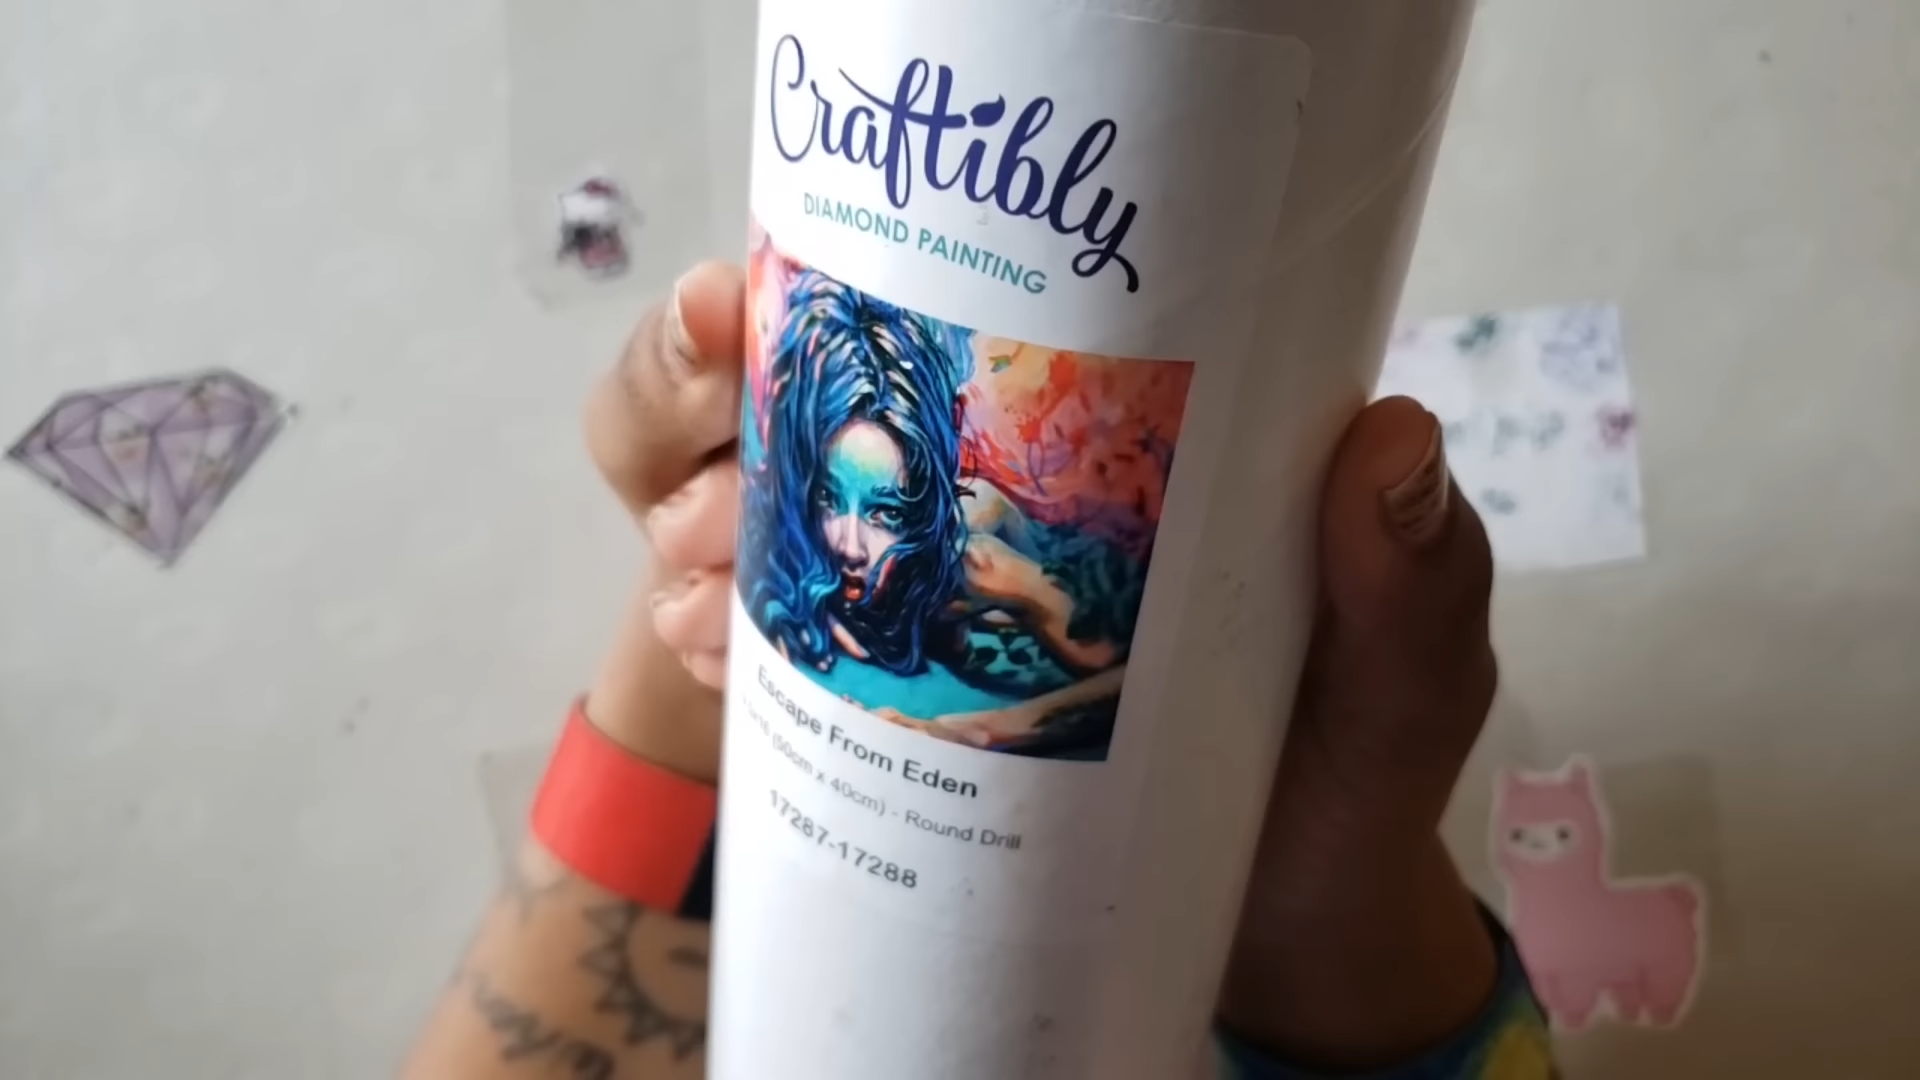 Craftibly
DIAMOND PAINTING
Escape From Eden
(50cm x 40cm) - Round Drill
17287-17288